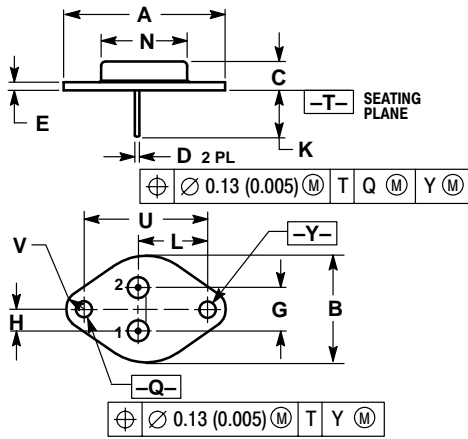 A
N
C
E
–T– SEATING PLANE
K
D 2 PL
⌖ ∅ 0.13 (0.005) Ⓜ T Q Ⓜ Y Ⓜ
U
V
L
–Y–
2
H
G
B
1
–Q–
⌖ ∅ 0.13 (0.005) Ⓜ T Y Ⓜ